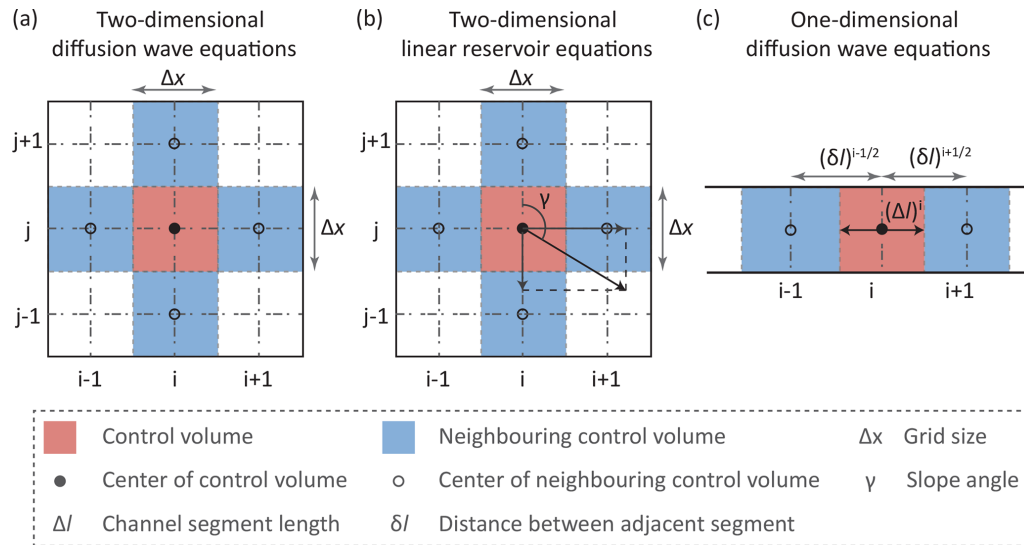 (a) Two-dimensional
diffusion wave equations
Δx
j+1
j
Δx
j-1
i-1 i i+1
(b) Two-dimensional
linear reservoir equations
Δx
j+1
γ
j
Δx
j-1
i-1 i i+1
(c) One-dimensional
diffusion wave equations
(δl)i-1/2 (δl)i+1/2
(Δl)i
i-1 i i+1
Control volume
Neighbouring control volume
Δx Grid size
Center of control volume
Center of neighbouring control volume
γ Slope angle
Δl Channel segment length
δl Distance between adjacent segment